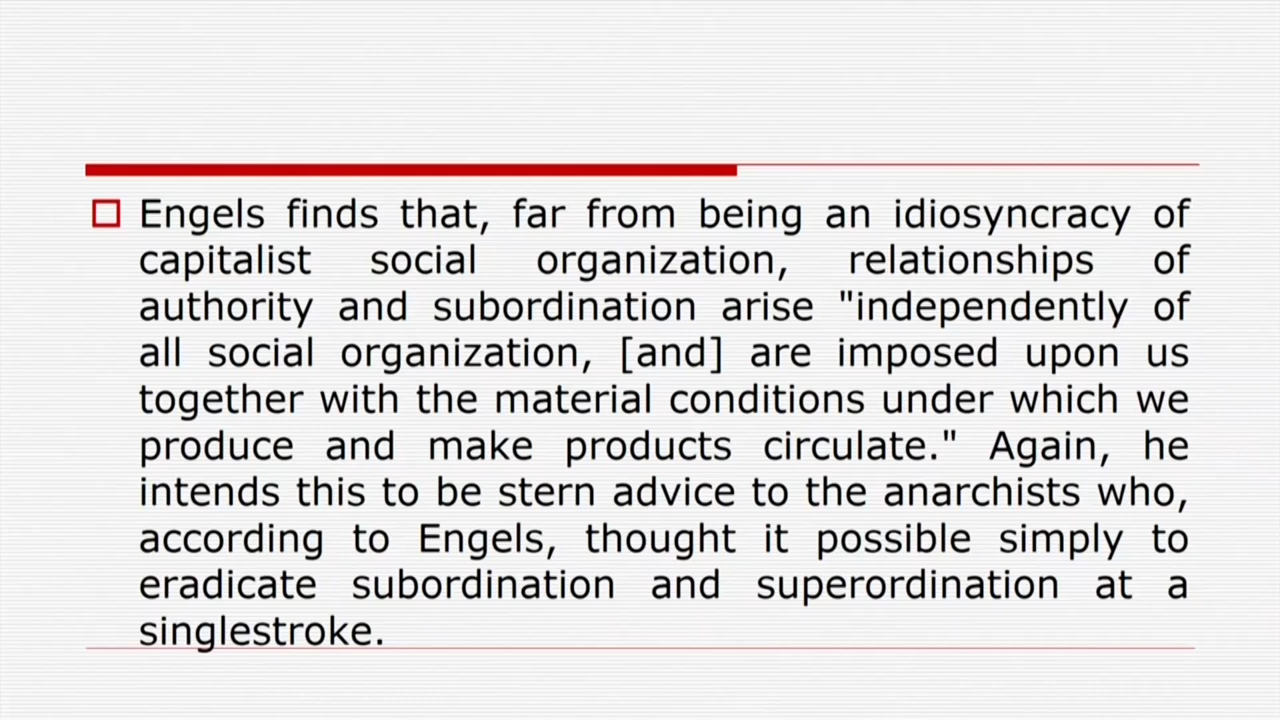 Engels finds that, far from being an idiosyncracy of
capitalist social organization, relationships of
authority and subordination arise "independently of
all social organization, [and] are imposed upon us
together with the material conditions under which we
produce and make products circulate." Again, he
intends this to be stern advice to the anarchists who,
according to Engels, thought it possible simply to
eradicate subordination and superordination at a
singlestroke.